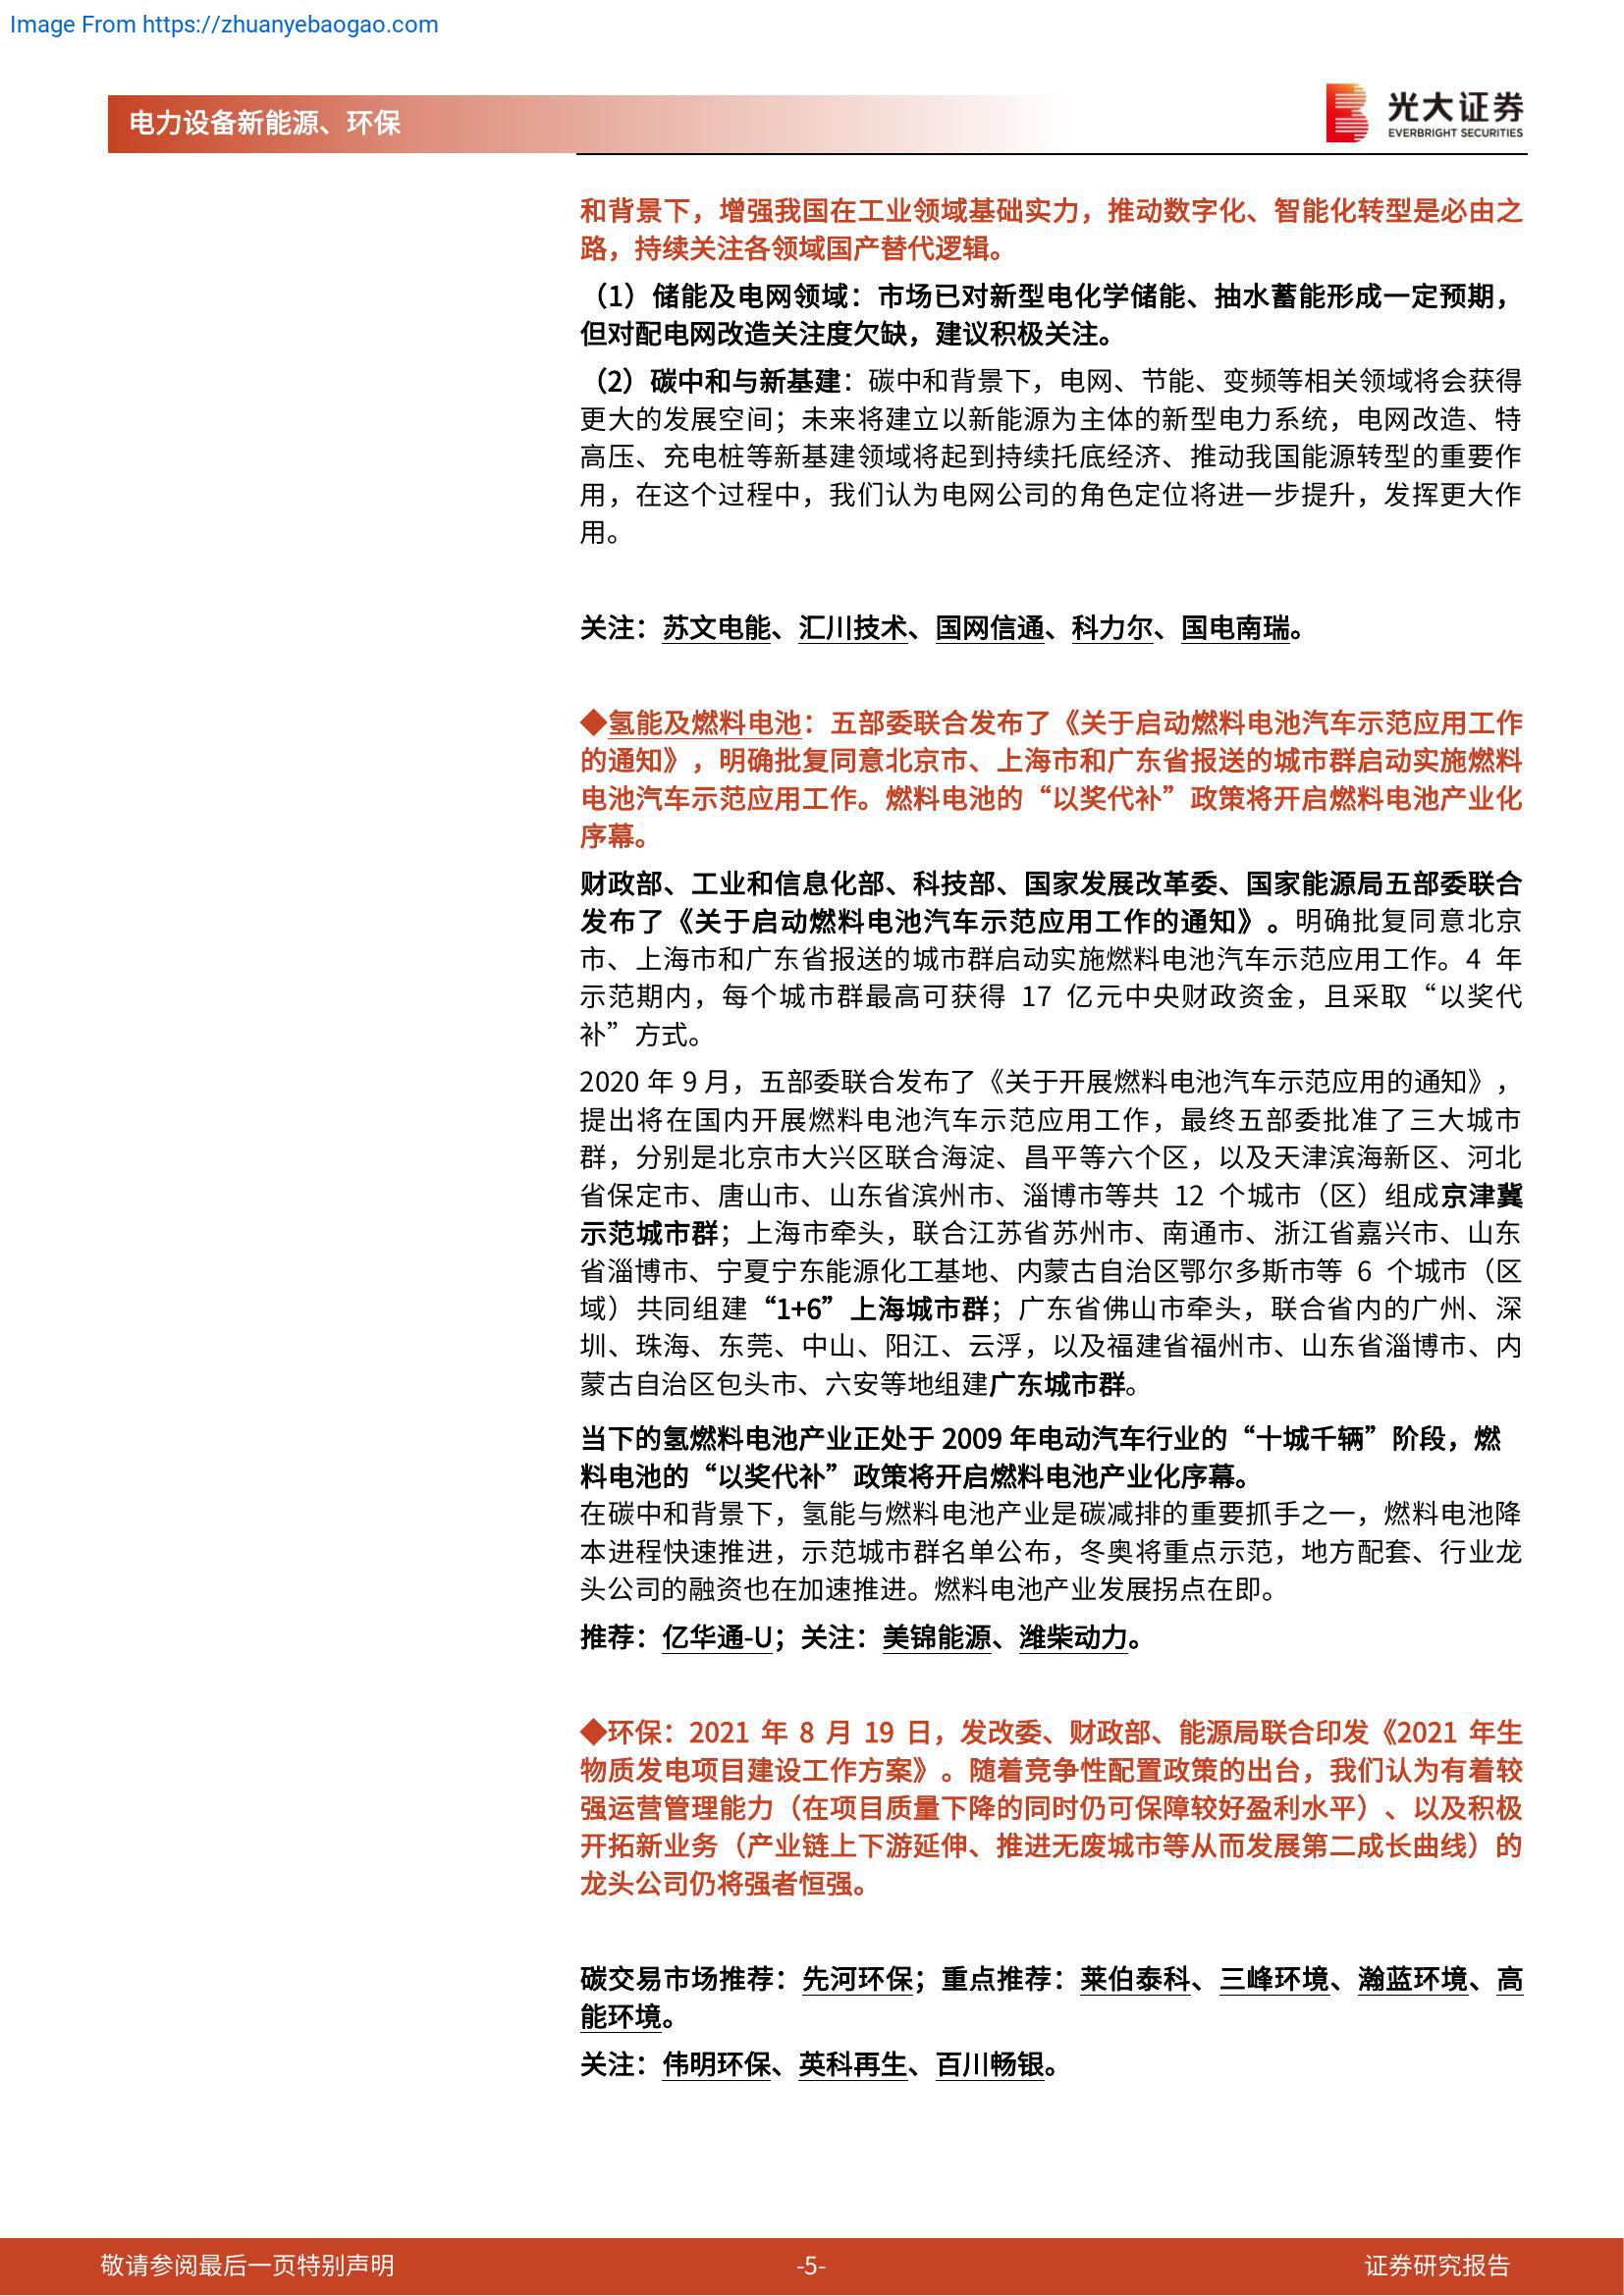 Image From https://zhuanyebaogao.com
电力设备新能源、环保
光大证券
EVERBRIGHT SECURITIES
和背景下，增强我国在工业领域基础实力，推动数字化、智能化转型是必由之
路，持续关注各领域国产替代逻辑。
（1）储能及电网领域：市场已对新型电化学储能、抽水蓄能形成一定预期，
但对配电网改造关注度欠缺，建议积极关注。
（2）碳中和与新基建：碳中和背景下，电网、节能、变频等相关领域将会获得
更大的发展空间；未来将建立以新能源为主体的新型电力系统，电网改造、特
高压、充电桩等新基建领域将起到持续托底经济、推动我国能源转型的重要作
用，在这个过程中，我们认为电网公司的角色定位将进一步提升，发挥更大作
用。
关注：苏文电能、汇川技术、国网信通、科力尔、国电南瑞。
◆氢能及燃料电池：五部委联合发布了《关于启动燃料电池汽车示范应用工作
的通知》，明确批复同意北京市、上海市和广东省报送的城市群启动实施燃料
电池汽车示范应用工作。燃料电池的“以奖代补”政策将开启燃料电池产业化
序幕。
财政部、工业和信息化部、科技部、国家发展改革委、国家能源局五部委联合
发布了《关于启动燃料电池汽车示范应用工作的通知》。明确批复同意北京
市、上海市和广东省报送的城市群启动实施燃料电池汽车示范应用工作。4 年
示范期内，每个城市群最高可获得 17 亿元中央财政资金，且采取“以奖代
补”方式。
2020 年 9 月，五部委联合发布了《关于开展燃料电池汽车示范应用的通知》，
提出将在国内开展燃料电池汽车示范应用工作，最终五部委批准了三大城市
群，分别是北京市大兴区联合海淀、昌平等六个区，以及天津滨海新区、河北
省保定市、唐山市、山东省滨州市、淄博市等共 12 个城市（区）组成京津冀
示范城市群；上海市牵头，联合江苏省苏州市、南通市、浙江省嘉兴市、山东
省淄博市、宁夏宁东能源化工基地、内蒙古自治区鄂尔多斯市等 6 个城市（区
域）共同组建“1+6”上海城市群；广东省佛山市牵头，联合省内的广州、深
圳、珠海、东莞、中山、阳江、云浮，以及福建省福州市、山东省淄博市、内
蒙古自治区包头市、六安等地组建广东城市群。
当下的氢燃料电池产业正处于 2009 年电动汽车行业的“十城千辆”阶段，燃
料电池的“以奖代补”政策将开启燃料电池产业化序幕。
在碳中和背景下，氢能与燃料电池产业是碳减排的重要抓手之一，燃料电池降
本进程快速推进，示范城市群名单公布，冬奥将重点示范，地方配套、行业龙
头公司的融资也在加速推进。燃料电池产业发展拐点在即。
推荐：亿华通-U；关注：美锦能源、潍柴动力。
◆环保：2021 年 8 月 19 日，发改委、财政部、能源局联合印发《2021 年生
物质发电项目建设工作方案》。随着竞争性配置政策的出台，我们认为有着较
强运营管理能力（在项目质量下降的同时仍可保障较好盈利水平）、以及积极
开拓新业务（产业链上下游延伸、推进无废城市等从而发展第二成长曲线）的
龙头公司仍将强者恒强。
碳交易市场推荐：先河环保；重点推荐：莱伯泰科、三峰环境、瀚蓝环境、高
能环境。
关注：伟明环保、英科再生、百川畅银。
敬请参阅最后一页特别声明
-5-
证券研究报告